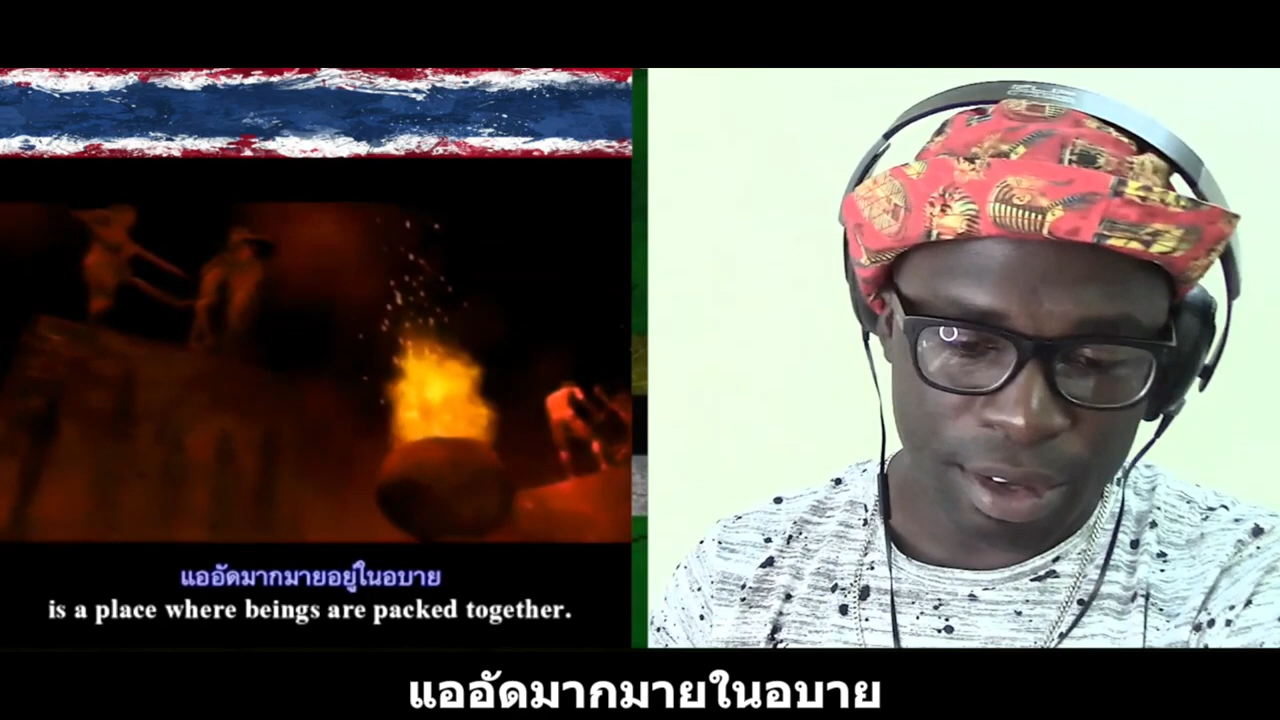 แออัดมากมายอยู่ในอบาย
is a place where beings are packed together.
แออัดมากมายในอบาย